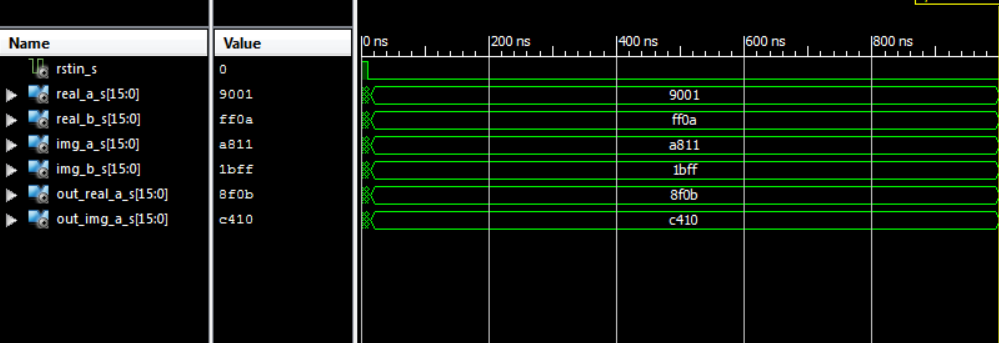 Name Value 0 ns 200 ns 400 ns 600 ns 800 ns
rstin_s 0
real_a_s[15:0] 9001 9001
real_b_s[15:0] ff0a ff0a
img_a_s[15:0] a811 a811
img_b_s[15:0] 1bff 1bff
out_real_a_s[15:0] 8f0b 8f0b
out_img_a_s[15:0] c410 c410